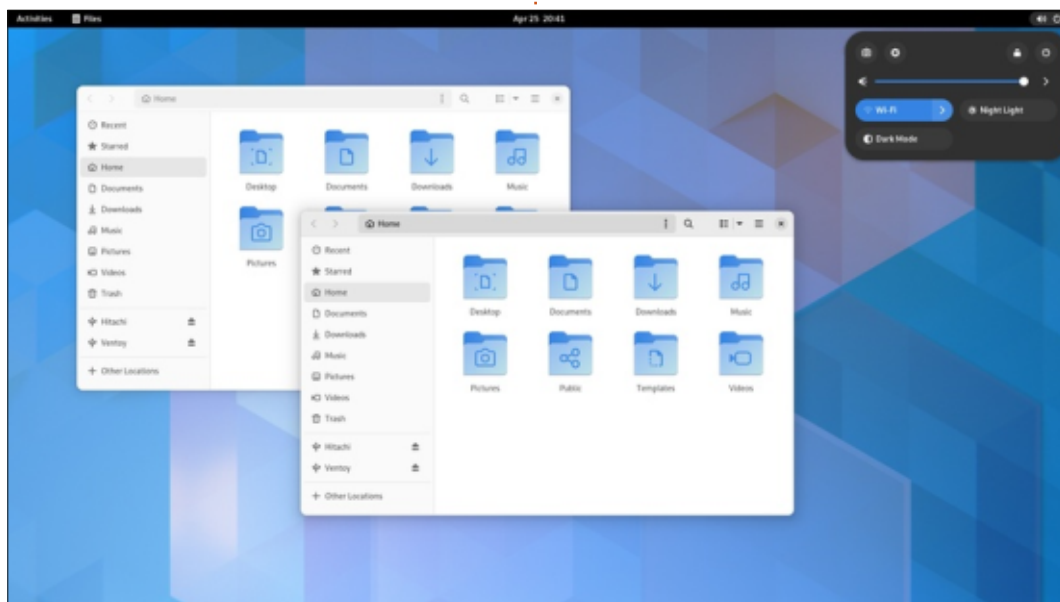 Activities Files Apr 25 20:41
Wi-Fi Night Light
Dark Mode
Home
Recent
Starred
Home
Documents
Downloads
Music
Pictures
Videos
Trash
Hitachi
Ventoy
+ Other Locations
Desktop Documents Downloads Music
Pictures
Home
Recent
Starred
Home
Documents
Downloads
Music
Pictures
Videos
Trash
Hitachi
Ventoy
+ Other Locations
Desktop Documents Downloads Music
Pictures Public Templates Videos